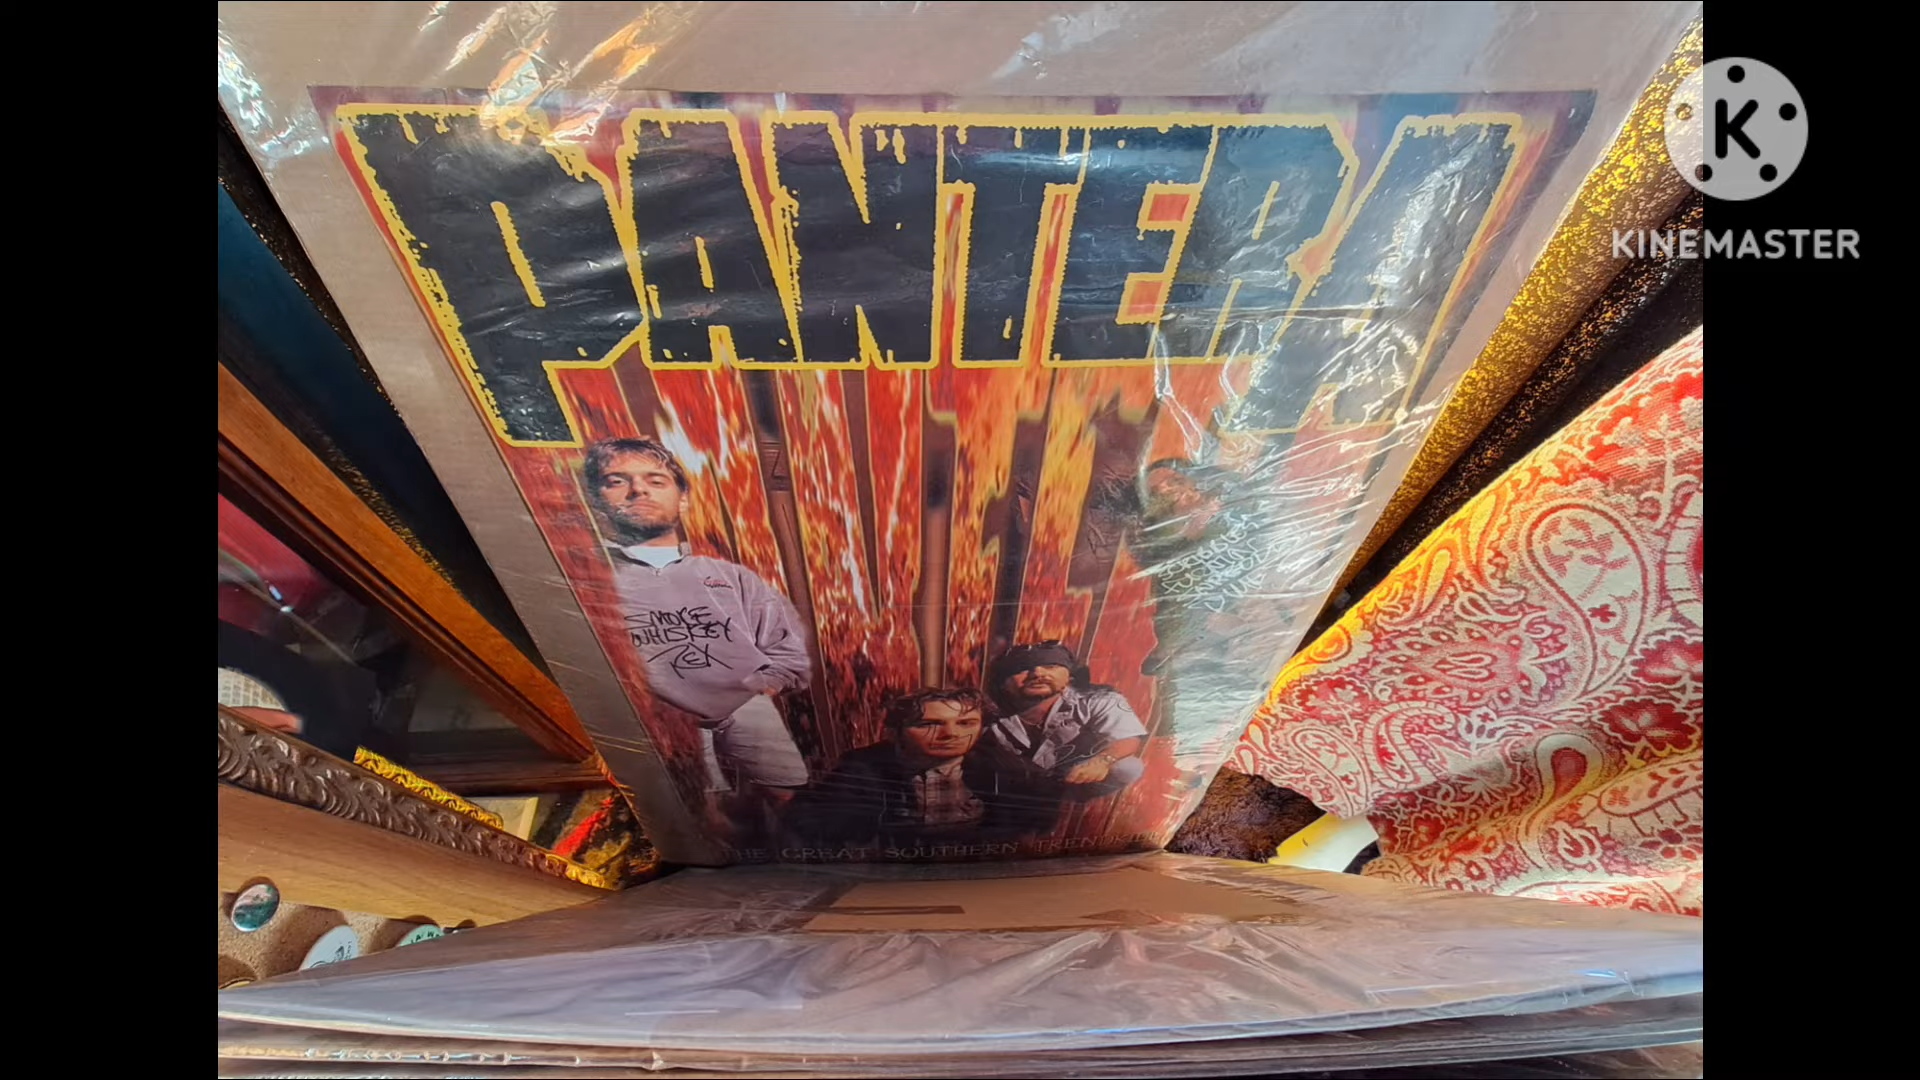 PANTERA
K
KINEMASTER
SMOKE
WHISKEY
REX
THE GREAT SOUTHERN TRENDKILL